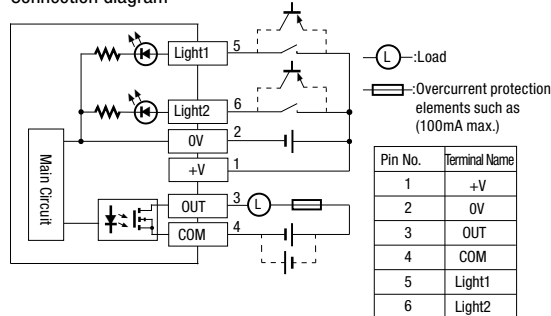 Connection diagram
Light1 5
Light2 6
0V 2
+V 1
OUT 3 L
COM 4
Main Circuit
L :Load
:Overcurrent protection
elements such as
(100mA max.)
Pin No. Terminal Name
1 +V
2 0V
3 OUT
4 COM
5 Light1
6 Light2